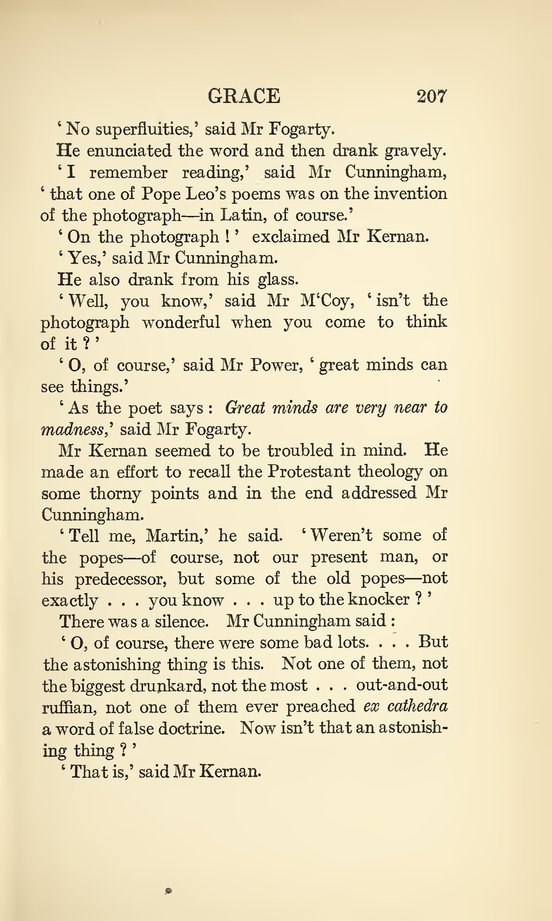 GRACE 207
‘ No superfluities,’ said Mr Fogarty.
He enunciated the word and then drank gravely.
‘ I remember reading,’ said Mr Cunningham,
‘ that one of Pope Leo’s poems was on the invention
of the photograph—in Latin, of course.’
‘ On the photograph ! ’ exclaimed Mr Kernan.
‘ Yes,’ said Mr Cunningham.
He also drank from his glass.
‘ Well, you know,’ said Mr M‘Coy, ‘ isn’t the
photograph wonderful when you come to think
of it ? ’
‘ O, of course,’ said Mr Power, ‘ great minds can
see things.’
‘ As the poet says : Great minds are very near to
madness,’ said Mr Fogarty.
Mr Kernan seemed to be troubled in mind. He
made an effort to recall the Protestant theology on
some thorny points and in the end addressed Mr
Cunningham.
‘ Tell me, Martin,’ he said. ‘ Weren’t some of
the popes—of course, not our present man, or
his predecessor, but some of the old popes—not
exactly . . . you know . . . up to the knocker ? ’
There was a silence. Mr Cunningham said :
‘ O, of course, there were some bad lots. . . . But
the astonishing thing is this. Not one of them, not
the biggest drunkard, not the most . . . out-and-out
ruffian, not one of them ever preached ex cathedra
a word of false doctrine. Now isn’t that an astonish-
ing thing ? ’
‘ That is,’ said Mr Kernan.